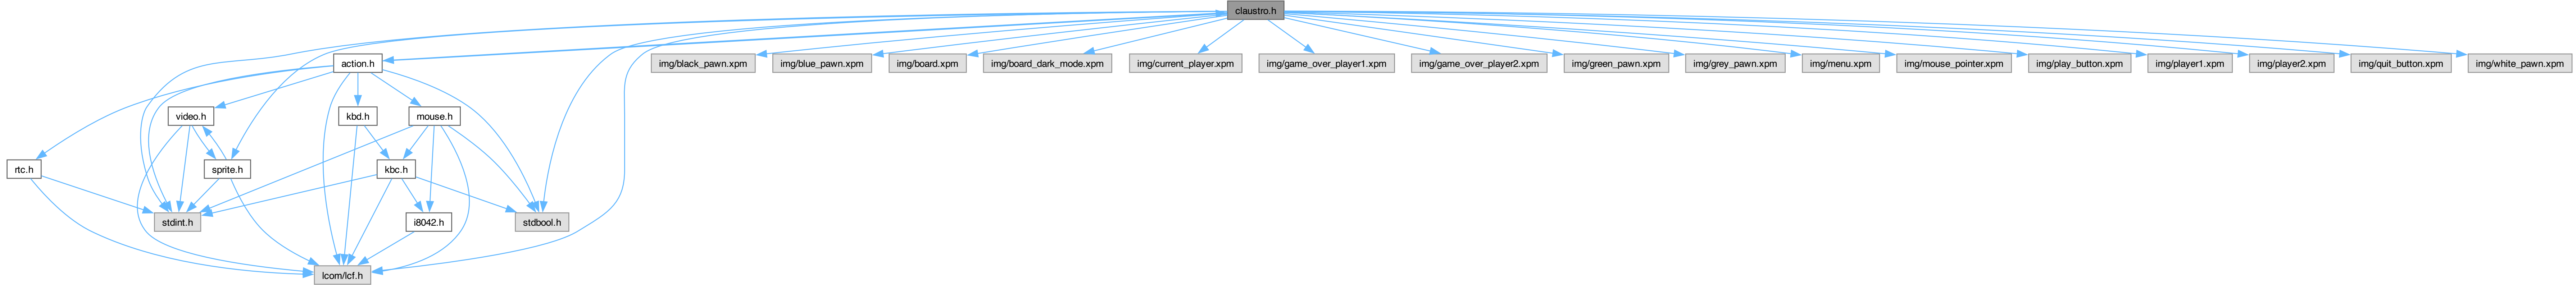 claustro.h
action.h
img/black_pawn.xpm
img/blue_pawn.xpm
img/board.xpm
img/board_dark_mode.xpm
img/current_player.xpm
img/game_over_player1.xpm
img/game_over_player2.xpm
img/green_pawn.xpm
img/grey_pawn.xpm
img/menu.xpm
img/mouse_pointer.xpm
img/play_button.xpm
img/player1.xpm
img/player2.xpm
img/quit_button.xpm
img/white_pawn.xpm
video.h
kbd.h
mouse.h
rtc.h
sprite.h
kbc.h
stdint.h
i8042.h
stdbool.h
lcom/lcf.h